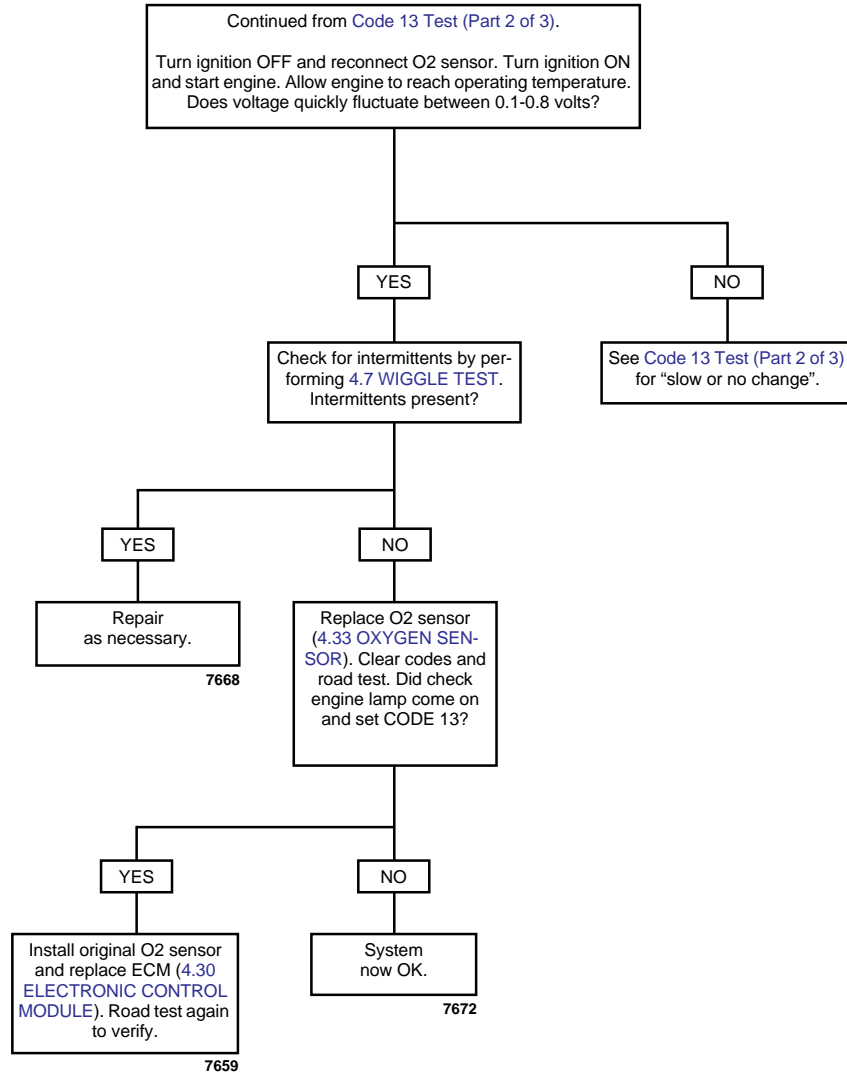 Continued from Code 13 Test (Part 2 of 3).
Turn ignition OFF and reconnect O2 sensor. Turn ignition ON
and start engine. Allow engine to reach operating temperature.
Does voltage quickly fluctuate between 0.1-0.8 volts?
YES
NO
Check for intermittents by per-
forming 4.7 WIGGLE TEST.
Intermittents present?
See Code 13 Test (Part 2 of 3)
for “slow or no change”.
YES
NO
Repair
as necessary.
7668
Replace O2 sensor
(4.33 OXYGEN SEN-
SOR). Clear codes and
road test. Did check
engine lamp come on
and set CODE 13?
YES
NO
Install original O2 sensor
and replace ECM (4.30
ELECTRONIC CONTROL
MODULE). Road test again
to verify.
7659
System
now OK.
7672